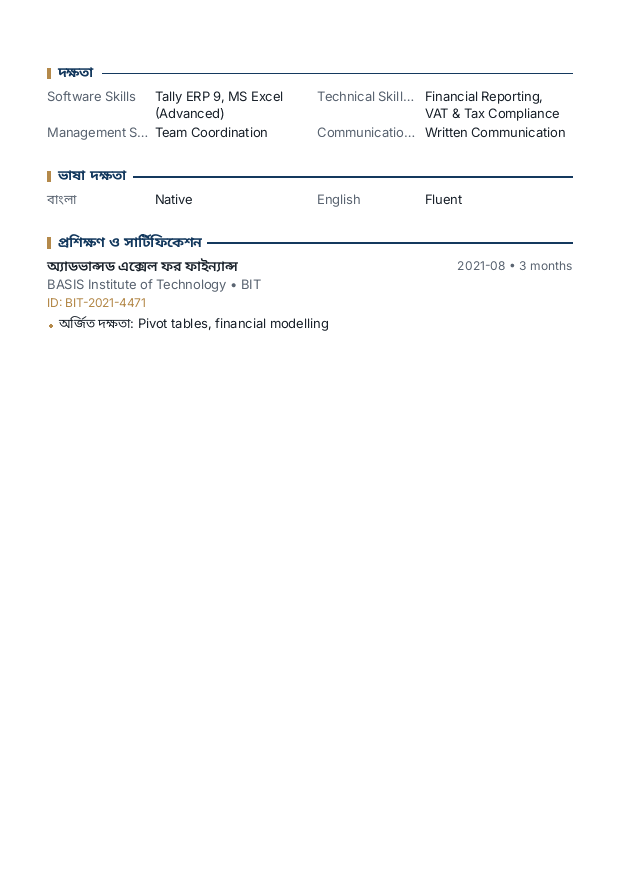 দক্ষতা
Software Skills Tally ERP 9, MS Excel Technical Skill... Financial Reporting,
(Advanced) VAT & Tax Compliance
Management S... Team Coordination Communicatio... Written Communication
ভাষা দক্ষতা
বাংলা Native English Fluent
প্রশিক্ষণ ও সার্টিফিকেশন
অ্যাডভান্সড এক্সেল ফর ফাইন্যান্স 2021-08 • 3 months
BASIS Institute of Technology • BIT
ID: BIT-2021-4471
• অর্জিত দক্ষতা: Pivot tables, financial modelling